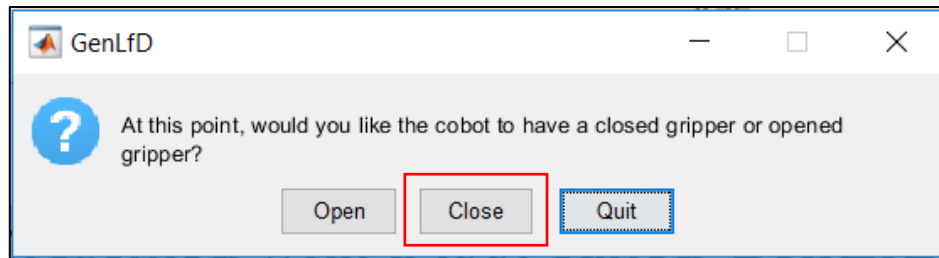 GenLfD
At this point, would you like the cobot to have a closed gripper or opened
gripper?
Open Close Quit